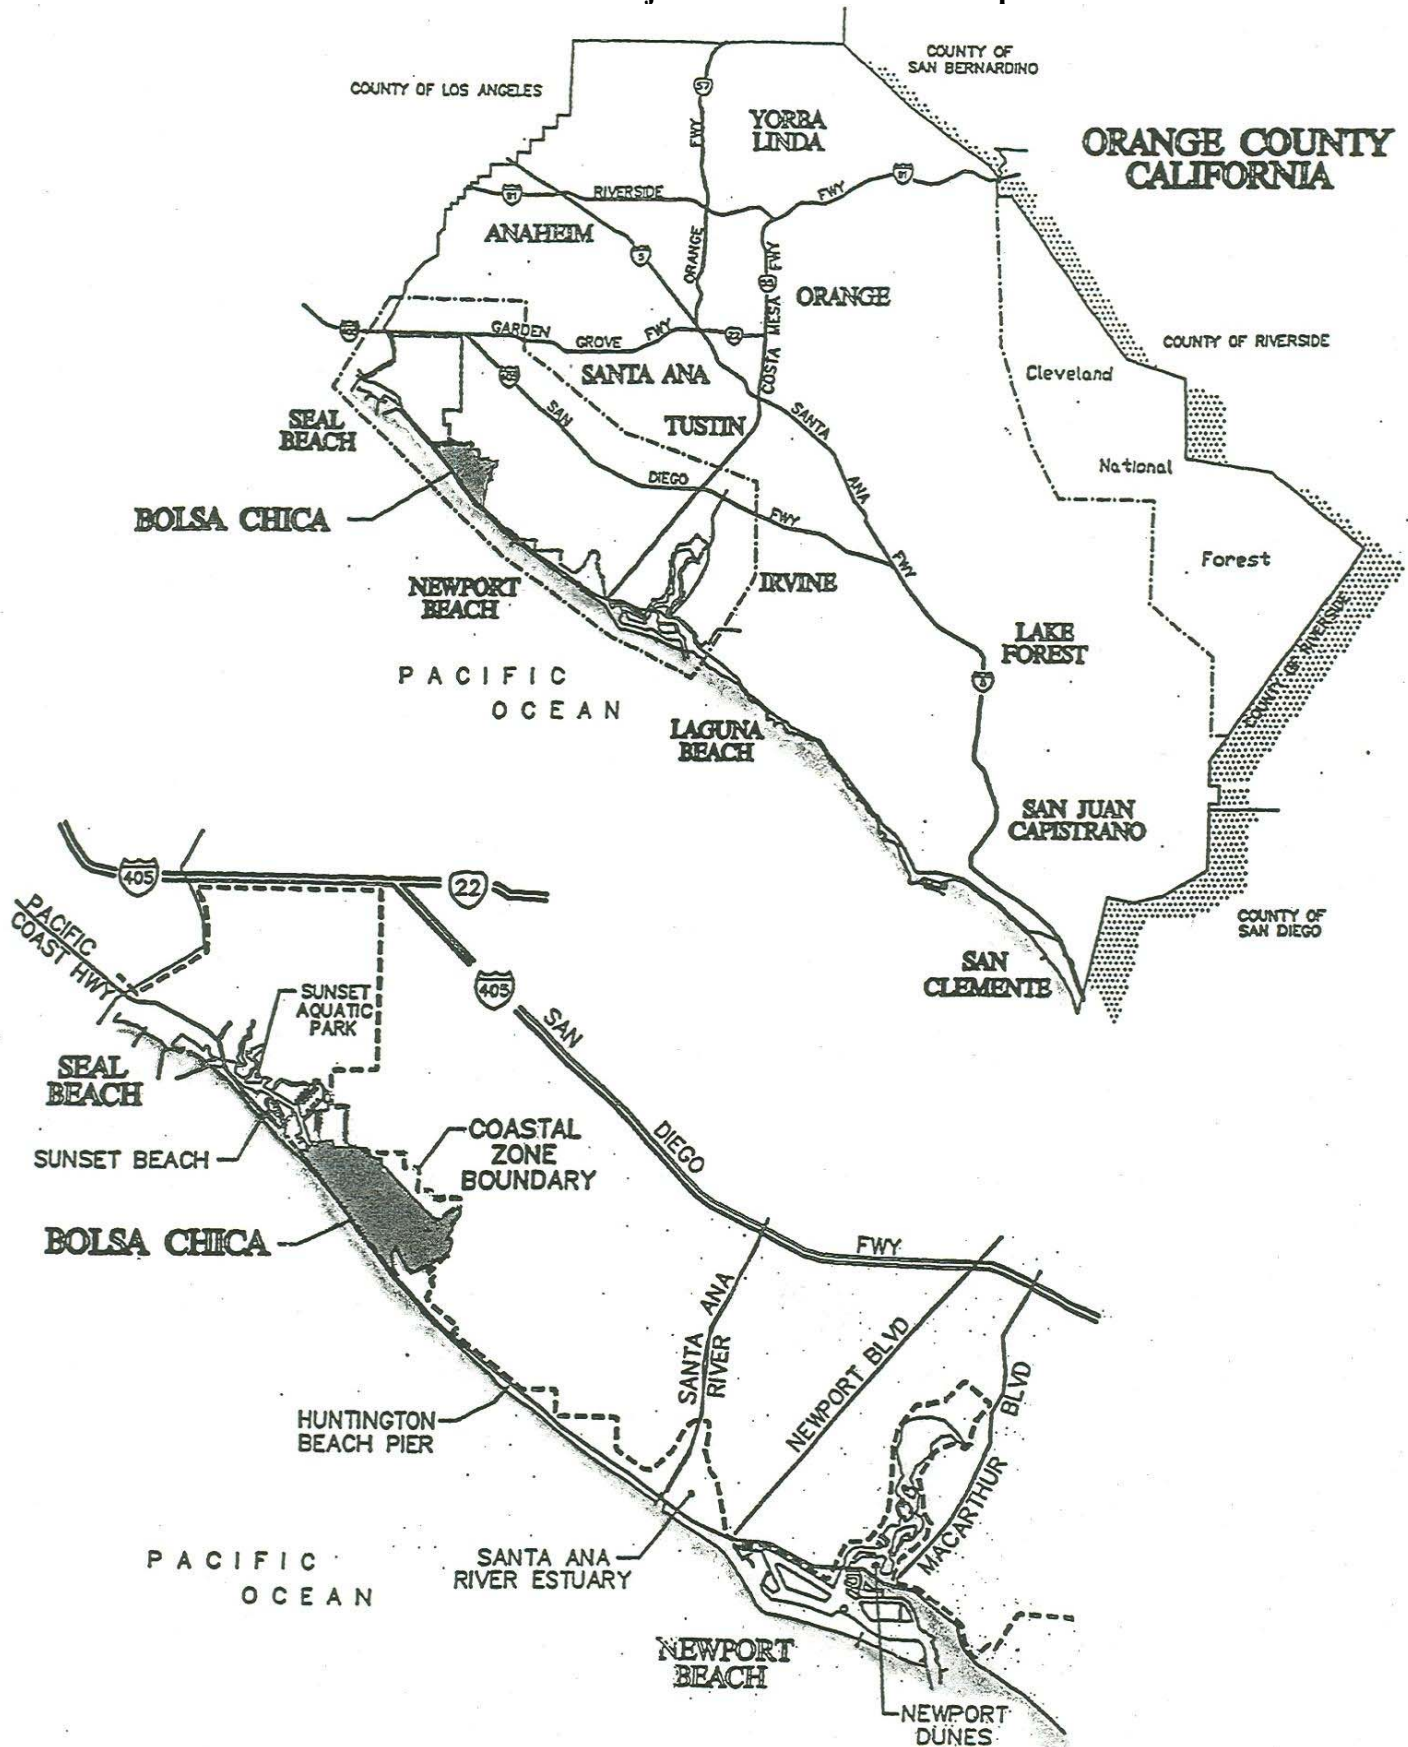 COUNTY OF
SAN BERNARDINO
COUNTY OF LOS ANGELES
57
FWY
YORBA
LINDA
ORANGE COUNTY
CALIFORNIA
91
RIVERSIDE
FWY
91
ANAHEIM
5
ORANGE
FWY
55
ORANGE
COSTA MESA
405
GARDEN
GROVE
FWY
22
COUNTY OF RIVERSIDE
SANTA ANA
405
Cleveland
SEAL
BEACH
SAN
TUSTIN
SANTA
National
DIEGO
ANA
BOLSA CHICA
FWY
FWY
Forest
NEWPORT
BEACH
IRVINE
LAKE
FOREST
COUNTY OF RIVERSIDE
PACIFIC
OCEAN
5
LAGUNA
BEACH
SAN JUAN
CAPISTRANO
COUNTY OF
SAN DIEGO
SAN
CLEMENTE
405
22
PACIFIC
COAST HWY
405
SUNSET
AQUATIC
PARK
SAN
SEAL
BEACH
SUNSET BEACH
COASTAL
ZONE
BOUNDARY
DIEGO
BOLSA CHICA
FWY
SANTA ANA
RIVER
NEWPORT BLVD
MACARTHUR BLVD
HUNTINGTON
BEACH PIER
SANTA ANA
RIVER ESTUARY
PACIFIC
OCEAN
NEWPORT
BEACH
NEWPORT
DUNES